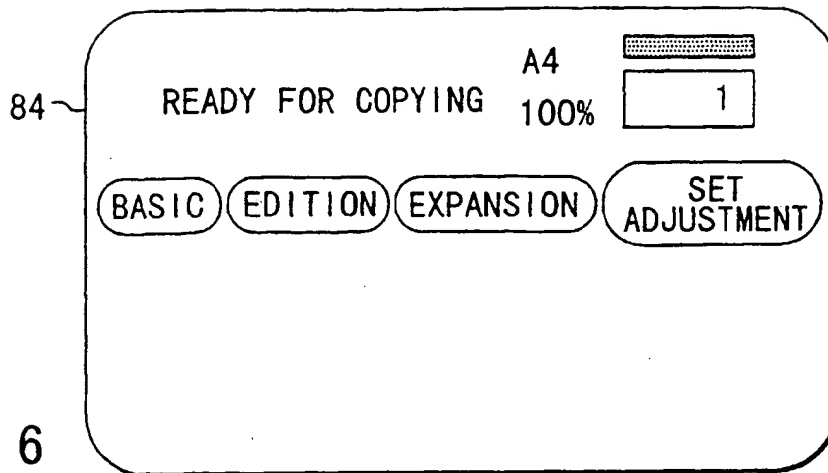 A4
84 READY FOR COPYING 100% 1
BASIC EDITION EXPANSION SET
ADJUSTMENT
6